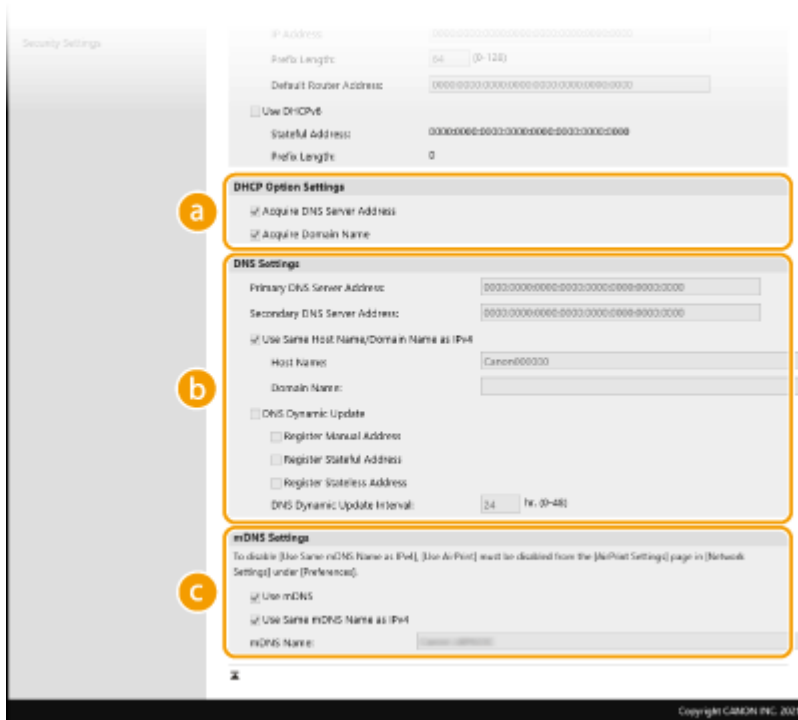 Security Settings
IP Address:
Prefix Length: 64 (0-128)
Default Router Address: 0000:0000:0000:0000:0000:0000:0000:0000
Use DHCPv6
Stateful Address: 0000:0000:0000:0000:0000:0000:0000:0000
Prefix Length: 0
DHCP Option Settings
a
Acquire DNS Server Address
Acquire Domain Name
DNS Settings
Primary DNS Server Address: 0000:0000:0000:0000:0000:0000:0000:0000
Secondary DNS Server Address: 0000:0000:0000:0000:0000:0000:0000:0000
Use Same Host Name/Domain Name as IPv4
Host Name: Canon000000
b
Domain Name:
DNS Dynamic Update
Register Manual Address
Register Stateful Address
Register Stateless Address
DNS Dynamic Update Interval: 24 hr. (0-48)
mDNS Settings
To disable [Use Same mDNS Name as IPv4], [Use AirPrint] must be disabled from the [AirPrint Settings] page in [Network
Settings] under [Preferences].
c
Use mDNS
Use Same mDNS Name as IPv4
mDNS Name:
Copyright CANON INC. 2021